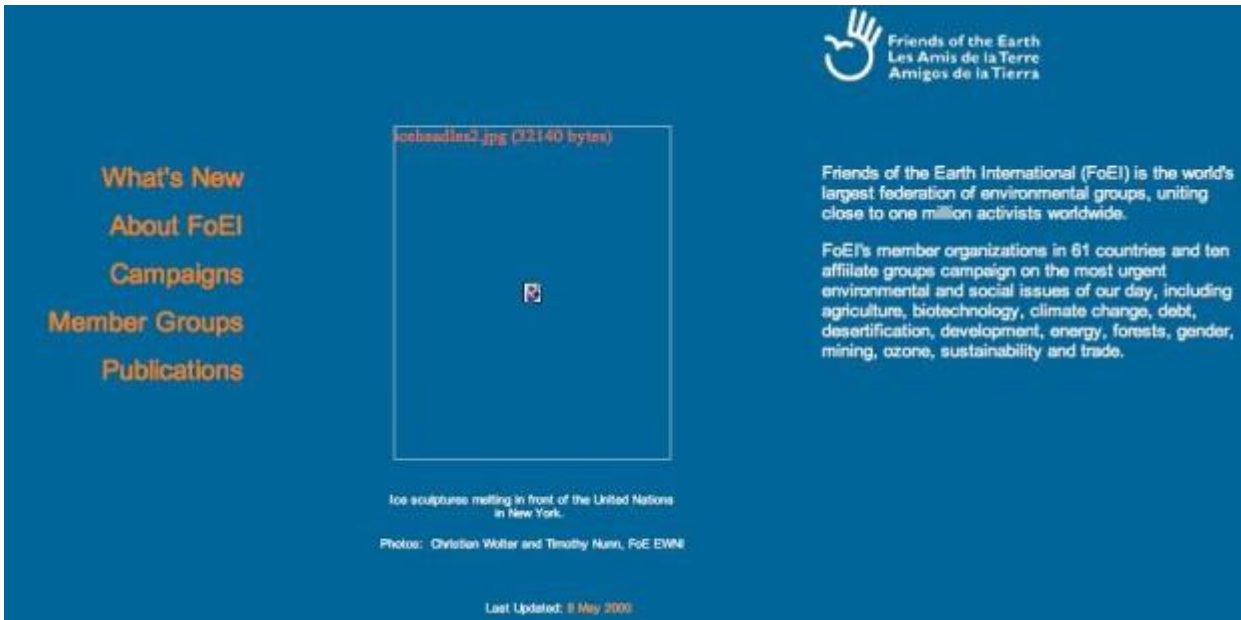 Friends of the Earth
Les Amis de la Terre
Amigos de la Tierra
What's New
About FoEI
Campaigns
Member Groups
Publications
(32140 bytes)
Ice sculptures melting in front of the United Nations
in New York.
Photos: Christian Wolter and Timothy Nunn, FoE EWNI
Last Updated: 9 May 2000
Friends of the Earth International (FoEI) is the world's
largest federation of environmental groups, uniting
close to one million activists worldwide.
FoEI's member organizations in 61 countries and ten
affiliate groups campaign on the most urgent
environmental and social issues of our day, including
agriculture, biotechnology, climate change, debt,
desertification, development, energy, forests, gender,
mining, ozone, sustainability and trade.